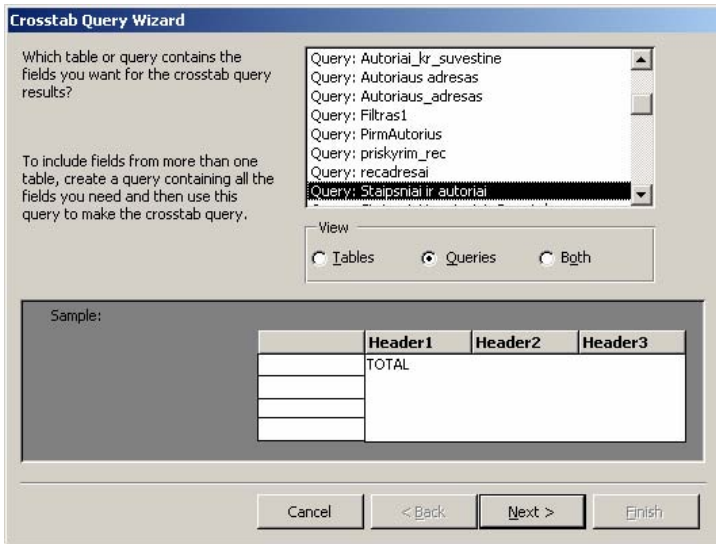 Crosstab Query Wizard
Which table or query contains the
fields you want for the crosstab query
results?
To include fields from more than one
table, create a query containing all the
fields you need and then use this
query to make the crosstab query.
Query: Autoriai_kr_suvestine
Query: Autoriaus adresas
Query: Autoriaus_adresas
Query: Filtras1
Query: PirmAutorius
Query: priskyrim_rec
Query: recadresai
Query: Staipsniai ir autoriai
View
Tables
Queries
Both
Sample:
Header1 Header2 Header3
TOTAL
Cancel
< Back
Next >
Finish